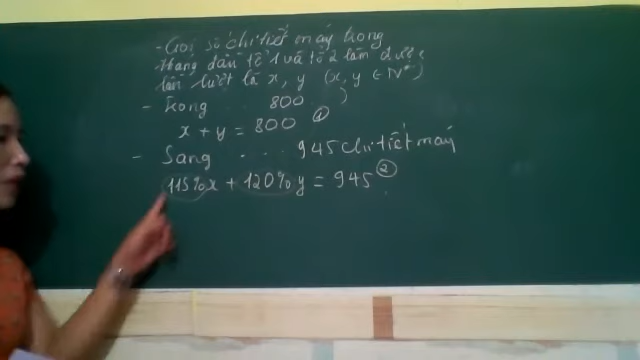 - Gọi số chi tiết máy trong
tháng đầu tổ 1 và tổ 2 làm được
lần lượt là x, y (x, y ∈ N*)
- trong .. 800 )
x + y = 800 ①
- Sang .... 945 chi tiết máy
115%x + 120%y = 945 ②